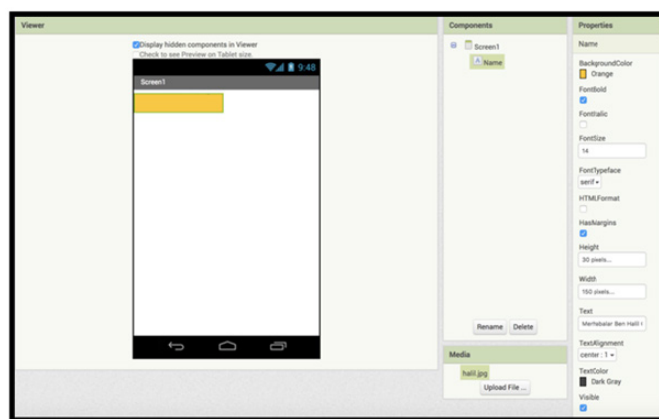 Viewer
Display hidden components in Viewer
Check to see Preview on Tablet size.
9:48
Screen1
Components
Screen1
A Name
Rename Delete
Media
halil.jpg
Upload File ...
Properties
Name
BackgroundColor
Orange
FontBold
FontItalic
FontSize
14
FontTypeface
serif
HTMLFormat
HasMargins
Height
30 pixels...
Width
150 pixels...
Text
Merhabalar Ben Halil
TextAlignment
center : 1
TextColor
Dark Gray
Visible